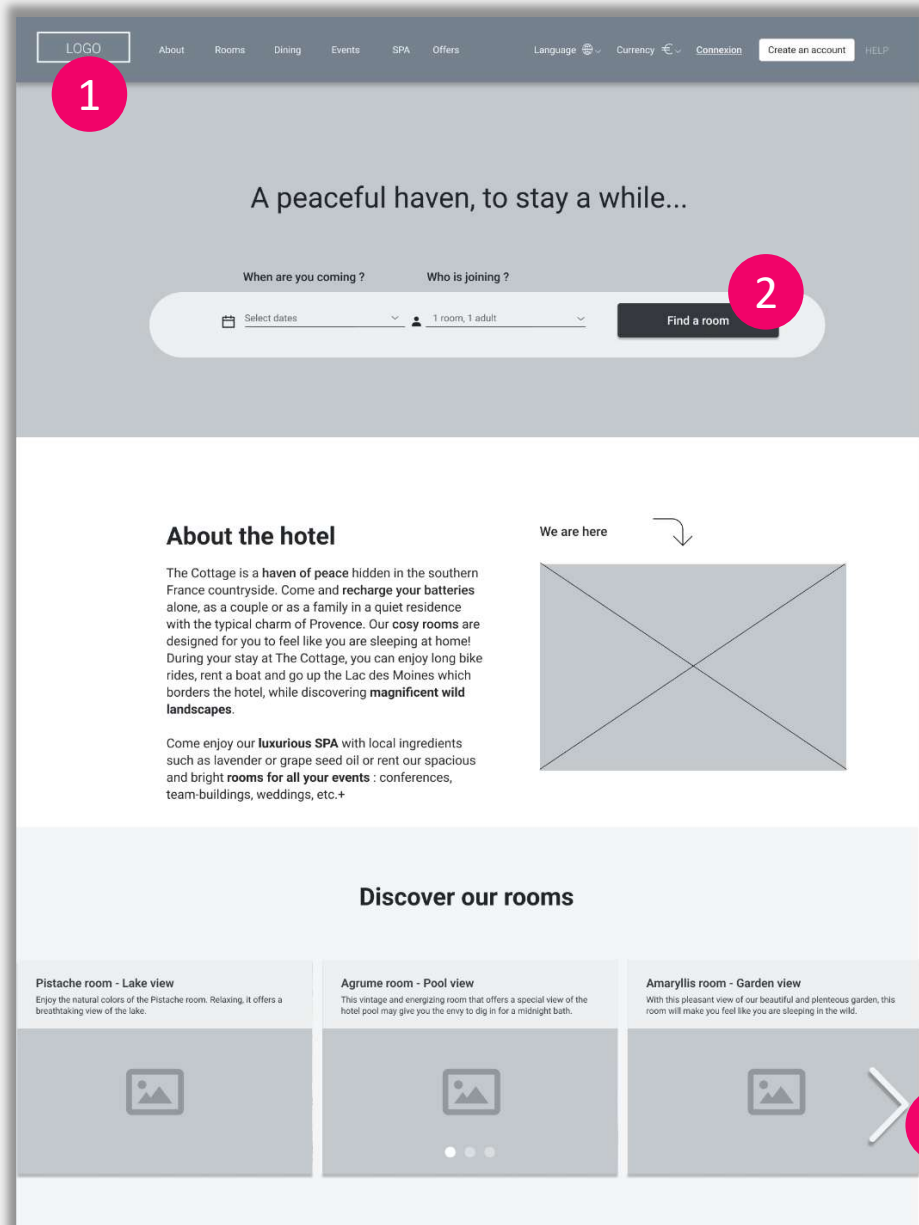 LOGO
About Rooms Dining Events SPA Offers Language Currency € Connexion Create an account HELP
1
A peaceful haven, to stay a while...
When are you coming ? Who is joining ?
2
Select dates 1 room, 1 adult Find a room
About the hotel
The Cottage is a haven of peace hidden in the southern
France countryside. Come and recharge your batteries
alone, as a couple or as a family in a quiet residence
with the typical charm of Provence. Our cosy rooms are
designed for you to feel like you are sleeping at home!
During your stay at The Cottage, you can enjoy long bike
rides, rent a boat and go up the Lac des Moines which
borders the hotel, while discovering magnificent wild
landscapes.
Come enjoy our luxurious SPA with local ingredients
such as lavender or grape seed oil or rent our spacious
and bright rooms for all your events : conferences,
team-buildings, weddings, etc.+
We are here
Discover our rooms
Pistache room - Lake view
Enjoy the natural colors of the Pistache room. Relaxing, it offers a
breathtaking view of the lake.
Agrume room - Pool view
This vintage and energizing room that offers a special view of the
hotel pool may give you the envy to dig in for a midnight bath.
Amaryllis room - Garden view
With this pleasant view of our beautiful and plenteous garden, this
room will make you feel like you are sleeping in the wild.